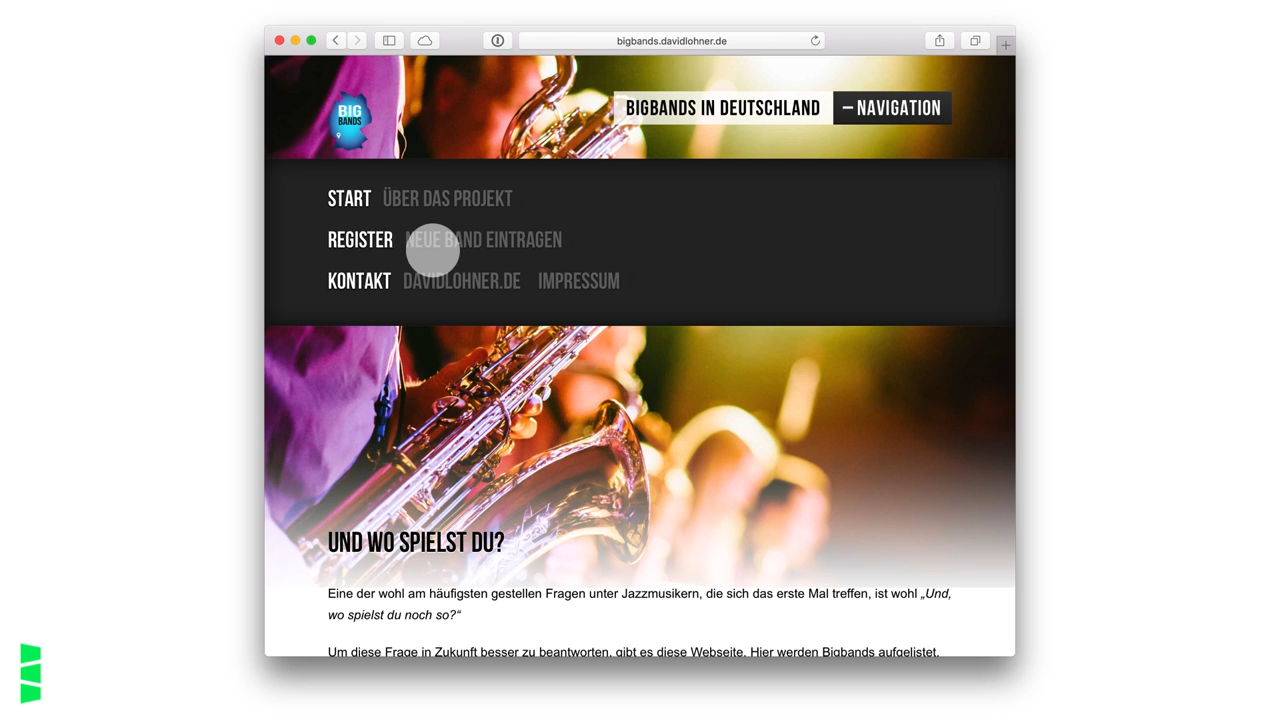 bigbands.davidlohner.de
BIG
BANDS
BIGBANDS IN DEUTSCHLAND
– NAVIGATION
START ÜBER DAS PROJEKT
REGISTER NEUE BAND EINTRAGEN
KONTAKT DAVIDLOHNER.DE IMPRESSUM
UND WO SPIELST DU?
Eine der wohl am häufigsten gestellen Fragen unter Jazzmusikern, die sich das erste Mal treffen, ist wohl „Und,
wo spielst du noch so?“
Um diese Frage in Zukunft besser zu beantworten, gibt es diese Webseite. Hier werden Bigbands aufgelistet,